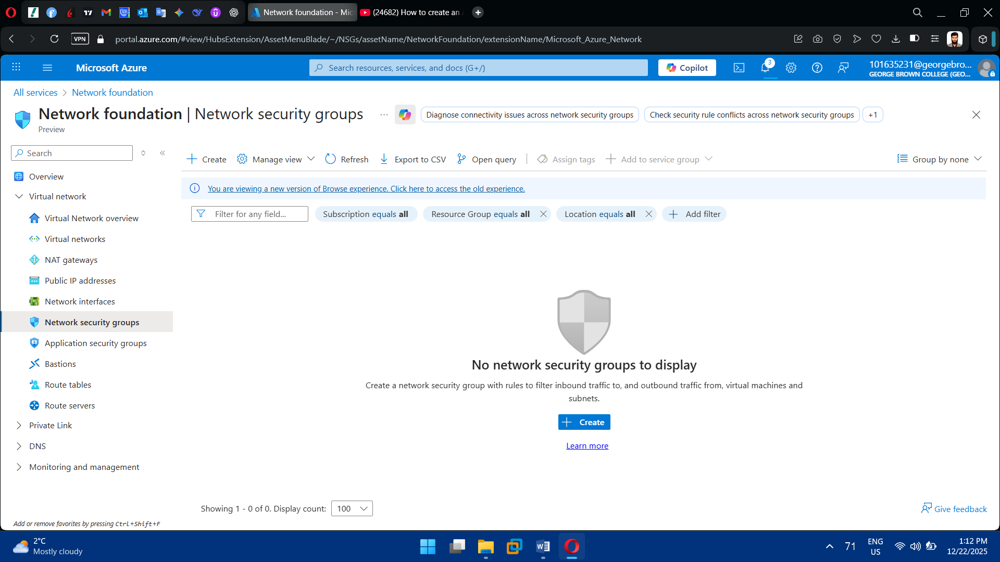 Network foundation - Mic
(24682) How to create an
VPN
portal.azure.com/#view/HubsExtension/AssetMenuBlade/~/NSGs/assetName/NetworkFoundation/extensionName/Microsoft_Azure_Network
Microsoft Azure
Search resources, services, and docs (G+/)
Copilot
3
101635231@georgebro...
GEORGE BROWN COLLEGE (GEO...
All services > Network foundation
Network foundation | Network security groups
...
Diagnose connectivity issues across network security groups
Check security rule conflicts across network security groups
+1
Preview
Search
Create
Manage view
Refresh
Export to CSV
Open query
Assign tags
Add to service group
Group by none
You are viewing a new version of Browse experience. Click here to access the old experience.
Filter for any field...
Subscription equals all
Resource Group equals all
Location equals all
Add filter
Overview
Virtual network
Virtual Network overview
Virtual networks
NAT gateways
Public IP addresses
Network interfaces
Network security groups
Application security groups
Bastions
Route tables
Route servers
Private Link
DNS
Monitoring and management
No network security groups to display
Create a network security group with rules to filter inbound traffic to, and outbound traffic from, virtual machines and
subnets.
Create
Learn more
Showing 1 - 0 of 0. Display count:
100
Give feedback
Add or remove favorites by pressing Ctrl+Shift+F
2°C
Mostly cloudy
71
ENG
US
1:12 PM
12/22/2025